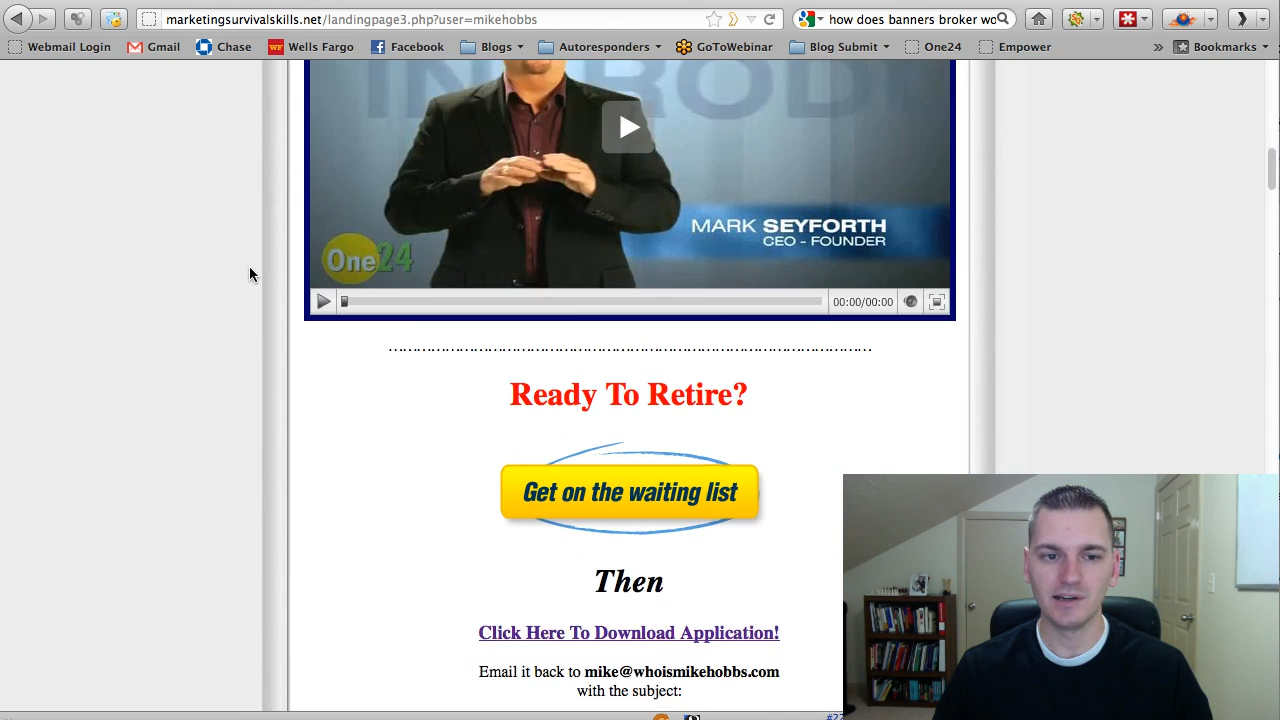 marketingsurvivalskills.net/landingpage3.php?user=mikehobbs
how does banners broker wo
Webmail Login
Gmail
Chase
Wells Fargo
Facebook
Blogs
Autoresponders
GoToWebinar
Blog Submit
One24
Empower
»
Bookmarks
INTROD
MARK SEYFORTH
CEO - FOUNDER
One24
00:00/00:00
Ready To Retire?
Get on the waiting list
Then
Click Here To Download Application!
Email it back to mike@whoismikehobbs.com
with the subject: